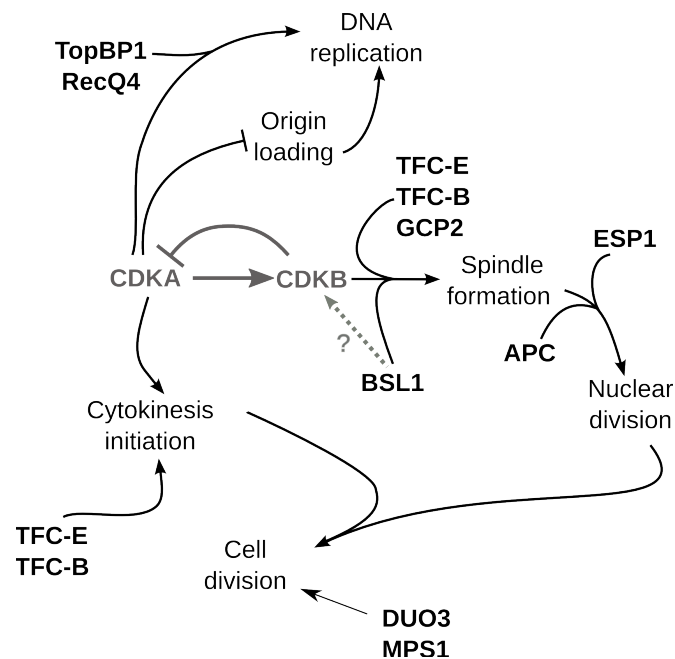 DNA
replication
TopBP1
RecQ4
Origin
loading
TFC-E
TFC-B
GCP2
ESP1
CDKA
CDKB
Spindle
formation
?
APC
BSL1
Nuclear
division
Cytokinesis
initiation
TFC-E
TFC-B
Cell
division
DUO3
MPS1